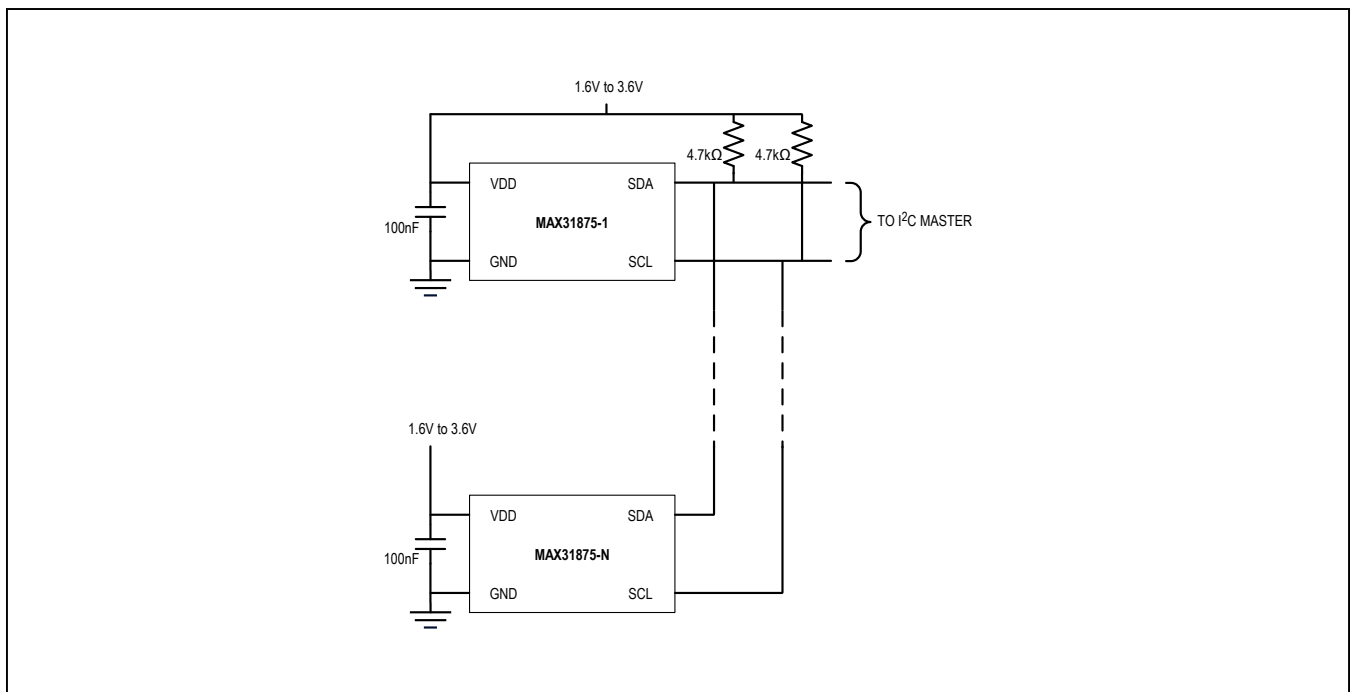 1.6V to 3.6V
4.7kΩ 4.7kΩ
VDD SDA
100nF MAX31875-1 TO I²C MASTER
GND SCL
1.6V to 3.6V
VDD SDA
100nF MAX31875-N
GND SCL